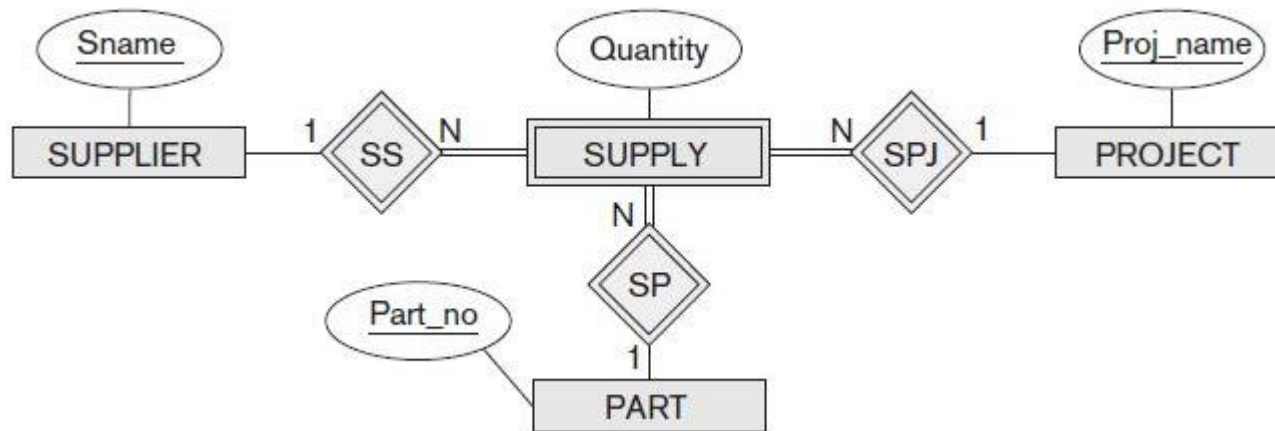 Sname
Quantity
Proj_name
SUPPLIER
1
SS
N
SUPPLY
N
SPJ
1
PROJECT
N
SP
Part_no
1
PART